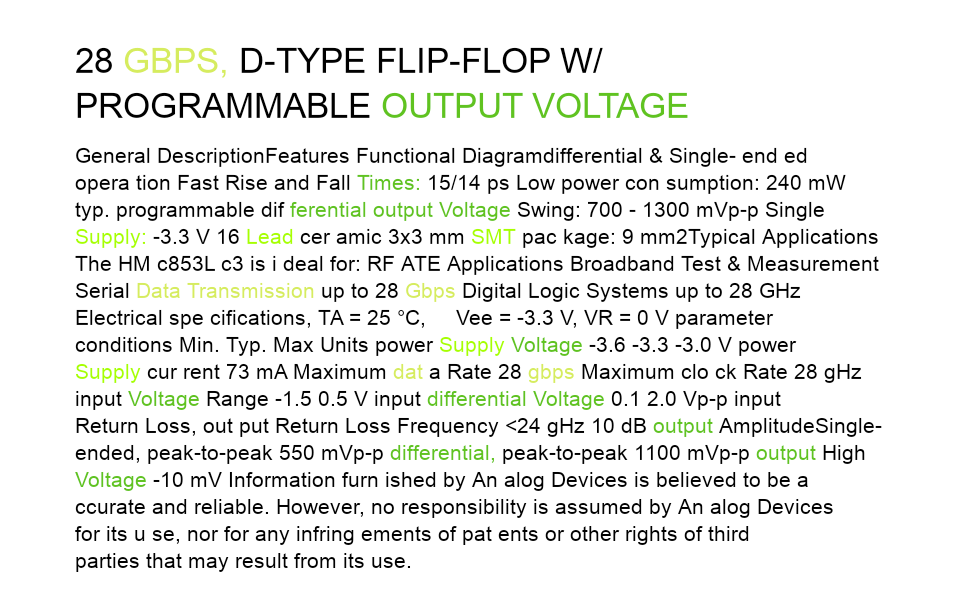 28 GBPS, D-TYPE FLIP-FLOP W/
PROGRAMMABLE OUTPUT VOLTAGE
General DescriptionFeatures Functional Diagramdifferential & Single- end ed
opera tion Fast Rise and Fall Times: 15/14 ps Low power con sumption: 240 mW
typ. programmable dif ferential output Voltage Swing: 700 - 1300 mVp-p Single
Supply: -3.3 V 16 Lead cer amic 3x3 mm SMT pac kage: 9 mm2Typical Applications
The HM c853L c3 is i deal for: RF ATE Applications Broadband Test & Measurement
Serial Data Transmission up to 28 Gbps Digital Logic Systems up to 28 GHz
Electrical spe cifications, TA = 25 °C, Vee = -3.3 V, VR = 0 V parameter
conditions Min. Typ. Max Units power Supply Voltage -3.6 -3.3 -3.0 V power
Supply cur rent 73 mA Maximum dat a Rate 28 gbps Maximum clo ck Rate 28 gHz
input Voltage Range -1.5 0.5 V input differential Voltage 0.1 2.0 Vp-p input
Return Loss, out put Return Loss Frequency <24 gHz 10 dB output AmplitudeSingle-
ended, peak-to-peak 550 mVp-p differential, peak-to-peak 1100 mVp-p output High
Voltage -10 mV Information furn ished by An alog Devices is believed to be a
ccurate and reliable. However, no responsibility is assumed by An alog Devices
for its u se, nor for any infring ements of pat ents or other rights of third
parties that may result from its use.